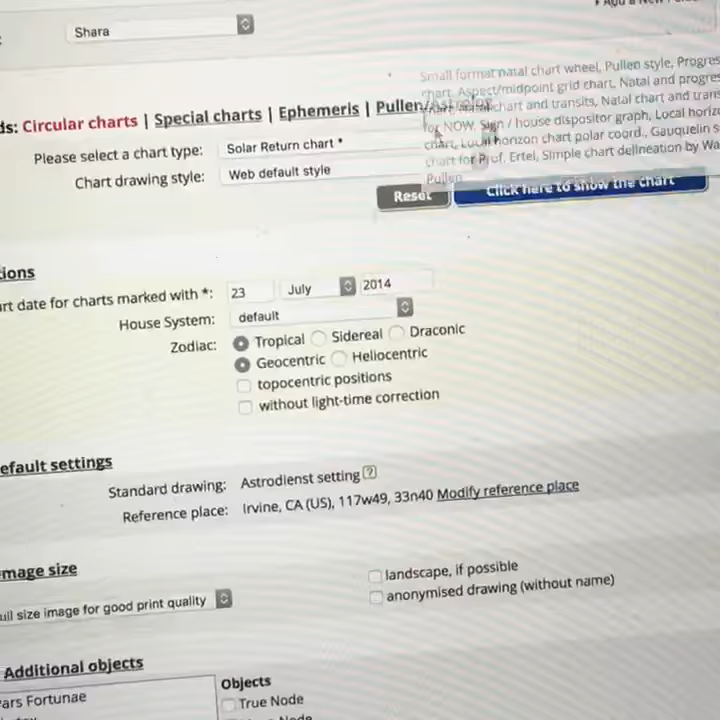 Shara
Small format natal chart wheel, Pullen style, Progres
chart, Aspect/midpoint grid chart, Natal and progres
chart and transits, Natal chart and trans
for NOW, Sign / house dispositor graph, Local horizo
chart, Local horizon chart polar coord., Gauquelin s
chart for Prof. Ertel, Simple chart delineation by Wa
Pullen
ds: Circular charts | Special charts | Ephemeris | Pullen/Astrolog
Please select a chart type: Solar Return chart *
Chart drawing style: Web default style
Reset Click here to show the chart
tions
art date for charts marked with *: 23 July 2014
House System: default
Zodiac: Tropical Sidereal Draconic
Geocentric Heliocentric
topocentric positions
without light-time correction
efault settings
Standard drawing: Astrodienst setting ?
Reference place: Irvine, CA (US), 117w49, 33n40 Modify reference place
mage size
ull size image for good print quality
landscape, if possible
anonymised drawing (without name)
Additional objects
ars Fortunae
Objects
True Node